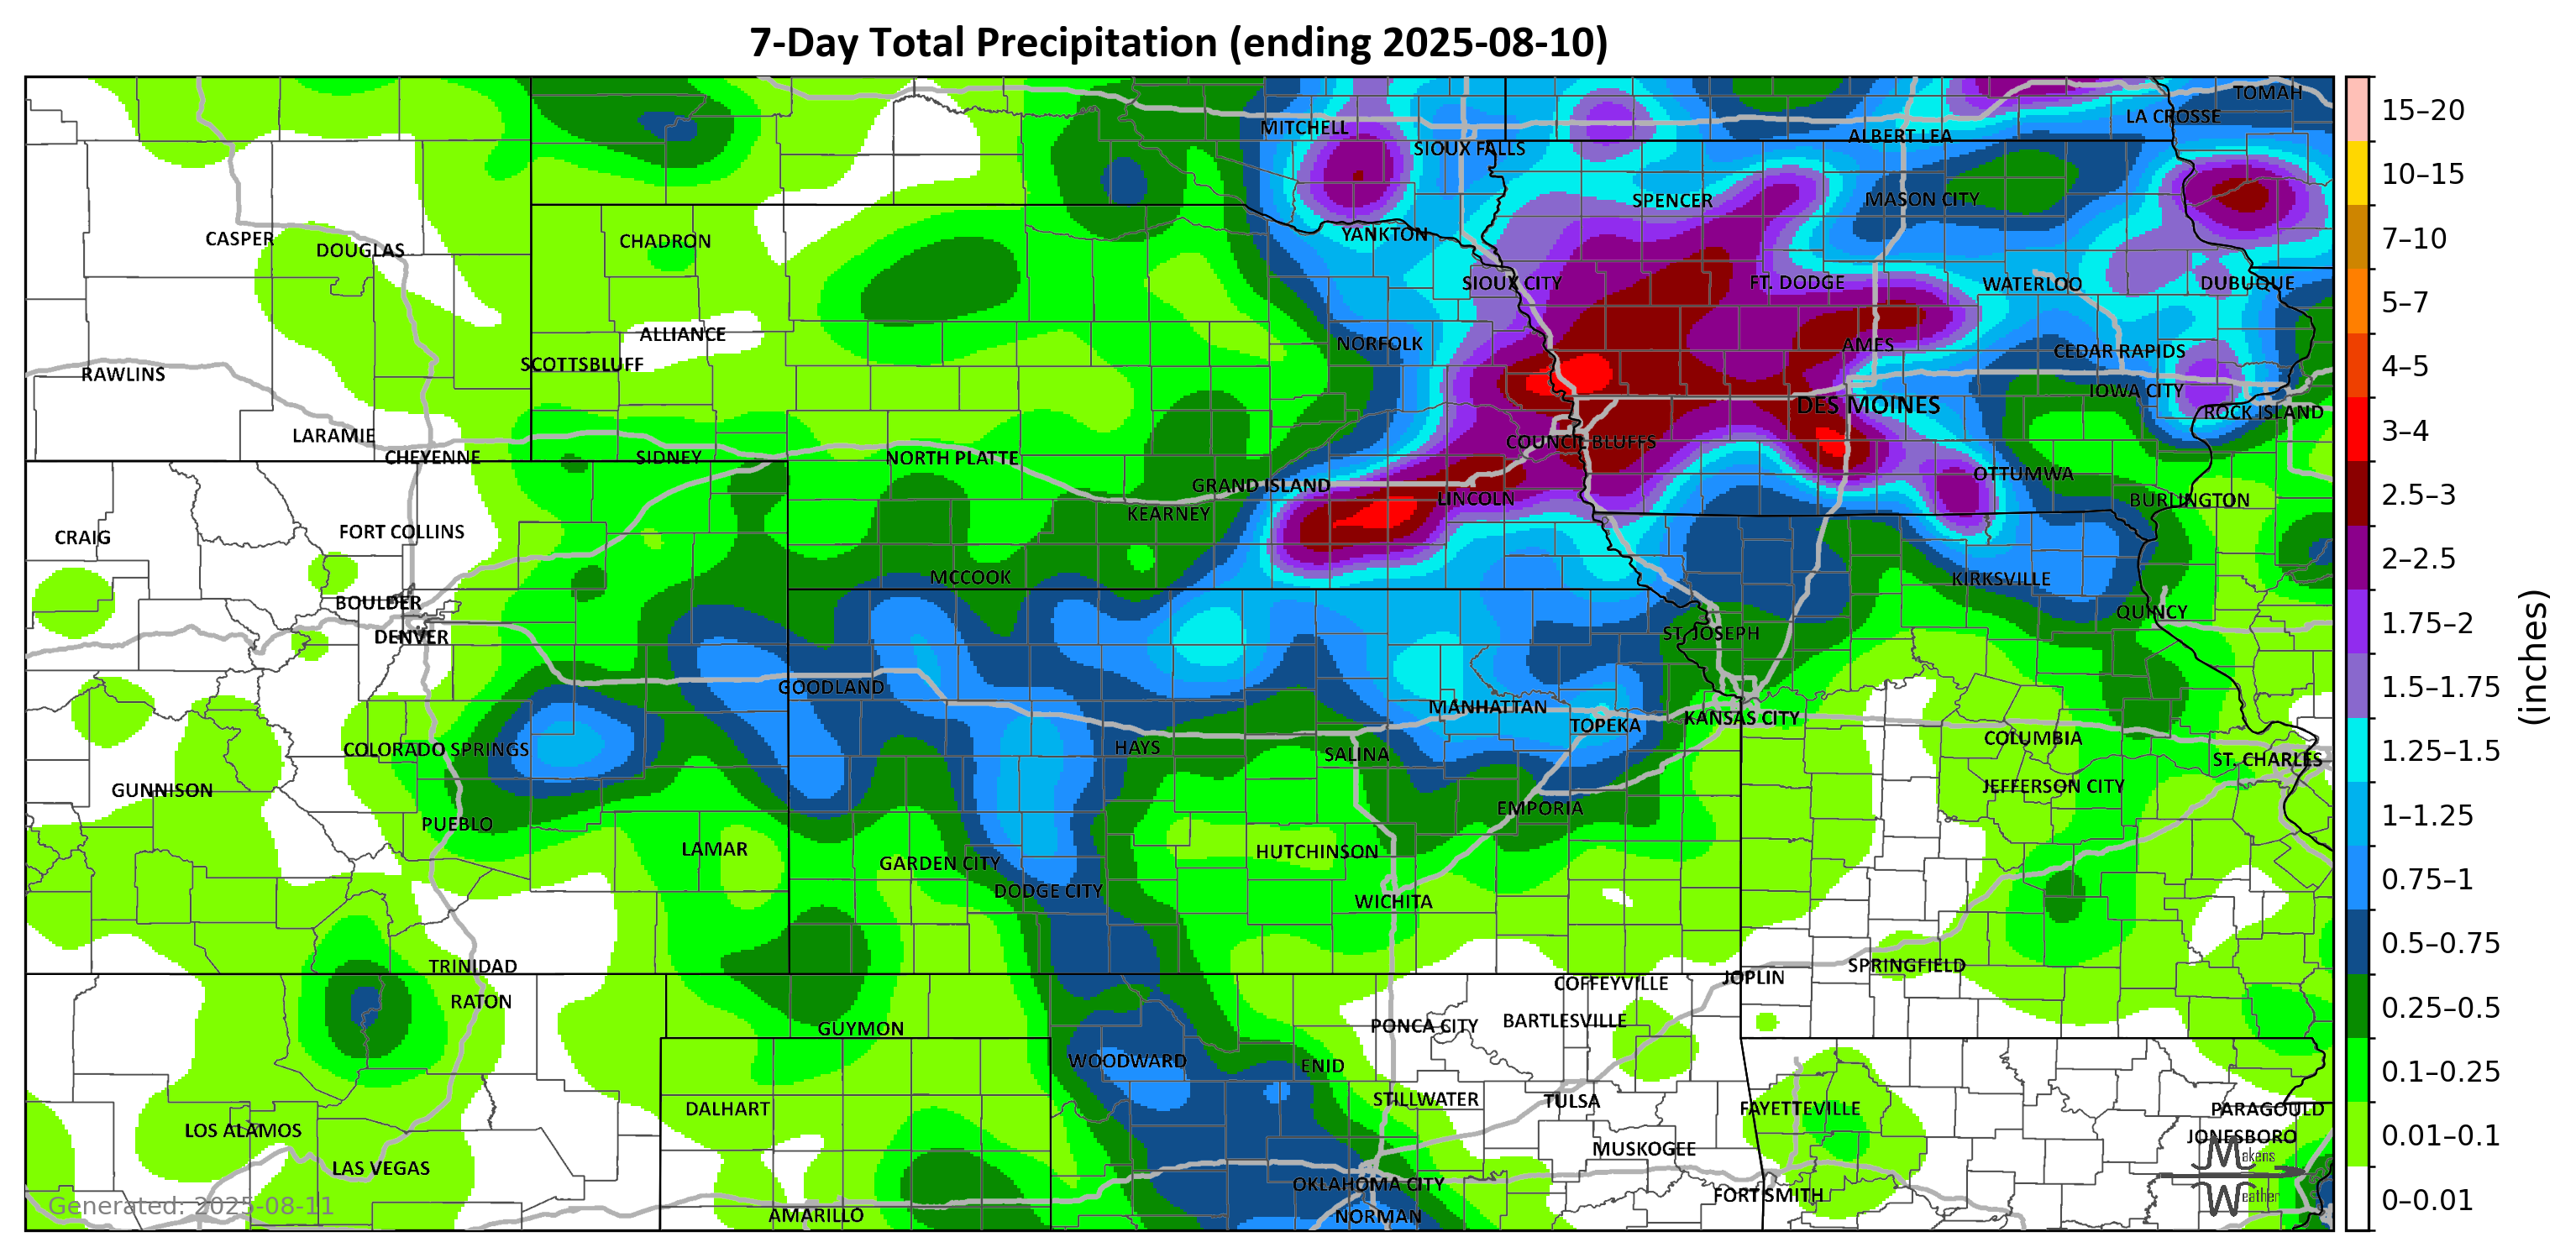 7-Day Total Precipitation (ending 2025-08-10)
TOMAH
LA CROSSE
MITCHELL
ALBERT LEA
SIOUX FALLS
SPENCER
MASON CITY
YANKTON
CASPER
DOUGLAS
CHADRON
SIOUX CITY
FT. DODGE
WATERLOO
DUBUQUE
ALLIANCE
NORFOLK
AMES
CEDAR RAPIDS
SCOTTSBLUFF
RAWLINS
IOWA CITY
DES MOINES
ROCK ISLAND
LARAMIE
COUNCIL BLUFFS
CHEYENNE
SIDNEY
NORTH PLATTE
OTTUMWA
GRAND ISLAND
LINCOLN
BURLINGTON
KEARNEY
FORT COLLINS
CRAIG
MCCOOK
KIRKSVILLE
BOULDER
QUINCY
DENVER
ST. JOSEPH
GOODLAND
MANHATTAN
KANSAS CITY
TOPEKA
COLUMBIA
COLORADO SPRINGS
HAYS
SALINA
ST. CHARLES
GUNNISON
JEFFERSON CITY
EMPORIA
PUEBLO
LAMAR
HUTCHINSON
GARDEN CITY
DODGE CITY
WICHITA
TRINIDAD
SPRINGFIELD
JOPLIN
COFFEYVILLE
RATON
BARTLESVILLE
PONCA CITY
GUYMON
WOODWARD
ENID
STILLWATER
TULSA
DALHART
FAYETTEVILLE
PARAGOULD
LOS ALAMOS
JONESBORO
MUSKOGEE
LAS VEGAS
OKLAHOMA CITY
FORT SMITH
AMARILLO
NORMAN
Generated: 2025-08-11
Makens
Weather
15–20
10–15
7–10
5–7
4–5
3–4
2.5–3
2–2.5
1.75–2
1.5–1.75
1.25–1.5
1–1.25
0.75–1
0.5–0.75
0.25–0.5
0.1–0.25
0.01–0.1
0–0.01
(inches)